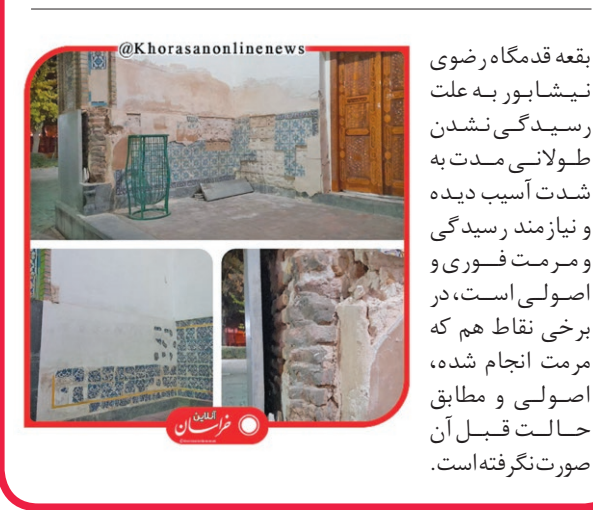 @Khorasanonlinenews
بقعه قدمگاه رضوی
نیشابور به علت
رسیدگی نشدن
طولانی مدت به
شدت آسیب دیده
و نیازمند رسیدگی
و مرمت فوری و
اصولی است، در
برخی نقاط هم که
مرمت انجام شده،
اصولی و مطابق
حالت قبل آن
صورت نگرفته است.
آنلاین
خراسان